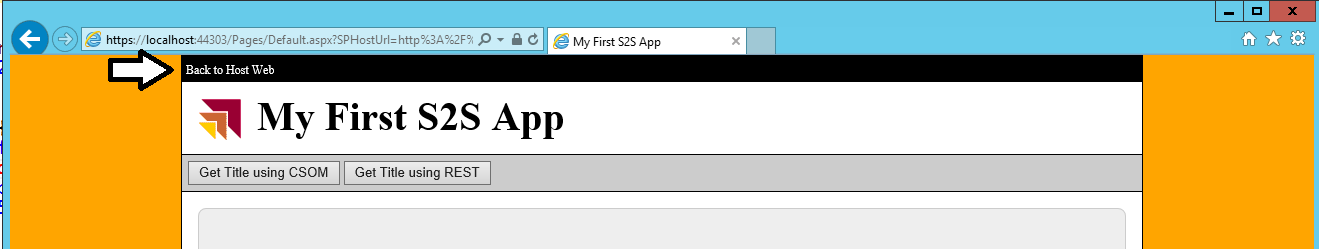 https://localhost:44303/Pages/Default.aspx?SPHostUrl=http%3A%2F%
My First S2S App
Back to Host Web
My First S2S App
Get Title using CSOM
Get Title using REST